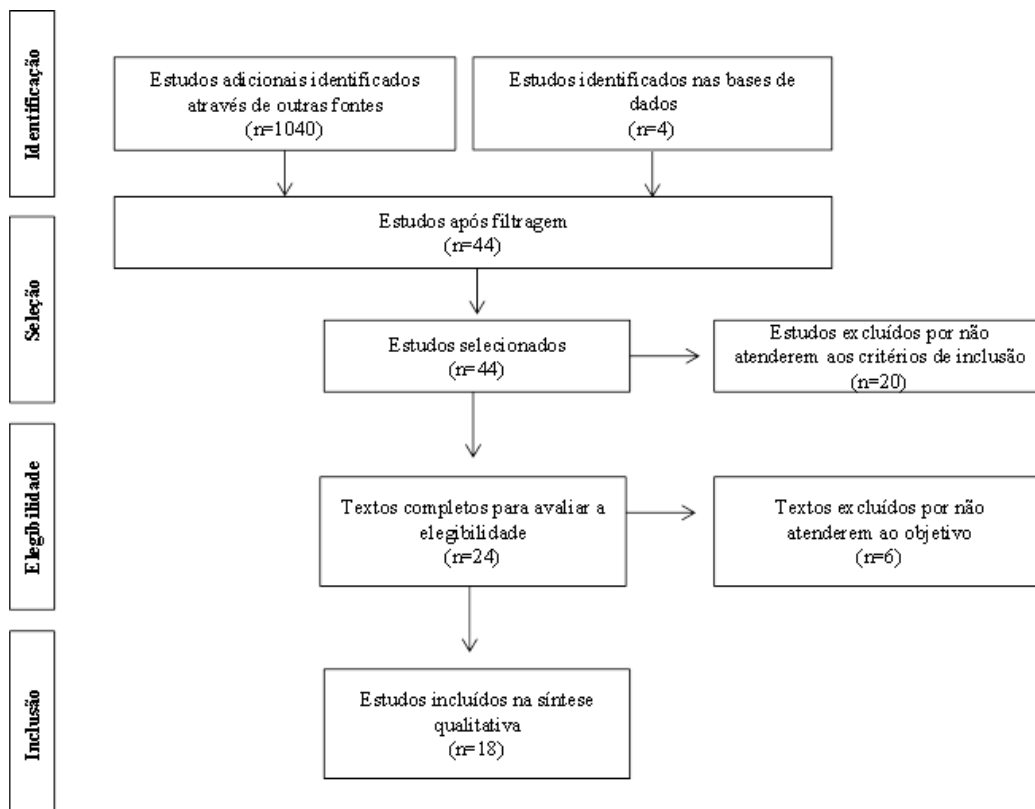 Identificação
Estudos adicionais identificados
através de outras fontes
(n=1040)
Estudos identificados nas bases de
dados
(n=4)
Seleção
Estudos após filtragem
(n=44)
Estudos selecionados
(n=44)
Estudos excluídos por não
atenderem aos critérios de inclusão
(n=20)
Elegibilidade
Textos completos para avaliar a
elegibilidade
(n=24)
Textos excluídos por não
atenderem ao objetivo
(n=6)
Inclusão
Estudos incluídos na síntese
qualitativa
(n=18)